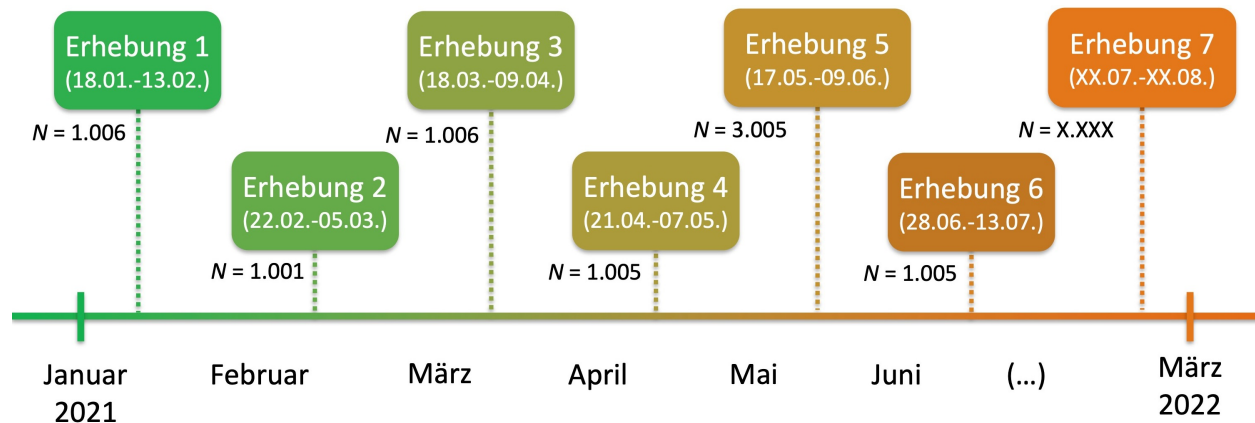 Erhebung 1
(18.01.-13.02.)
N = 1.006
Erhebung 2
(22.02.-05.03.)
N = 1.001
Erhebung 3
(18.03.-09.04.)
N = 1.006
Erhebung 4
(21.04.-07.05.)
N = 1.005
Erhebung 5
(17.05.-09.06.)
N = 3.005
Erhebung 6
(28.06.-13.07.)
N = 1.005
Erhebung 7
(XX.07.-XX.08.)
N = X.XXX
Januar
2021
Februar
März
April
Mai
Juni
(...)
März
2022